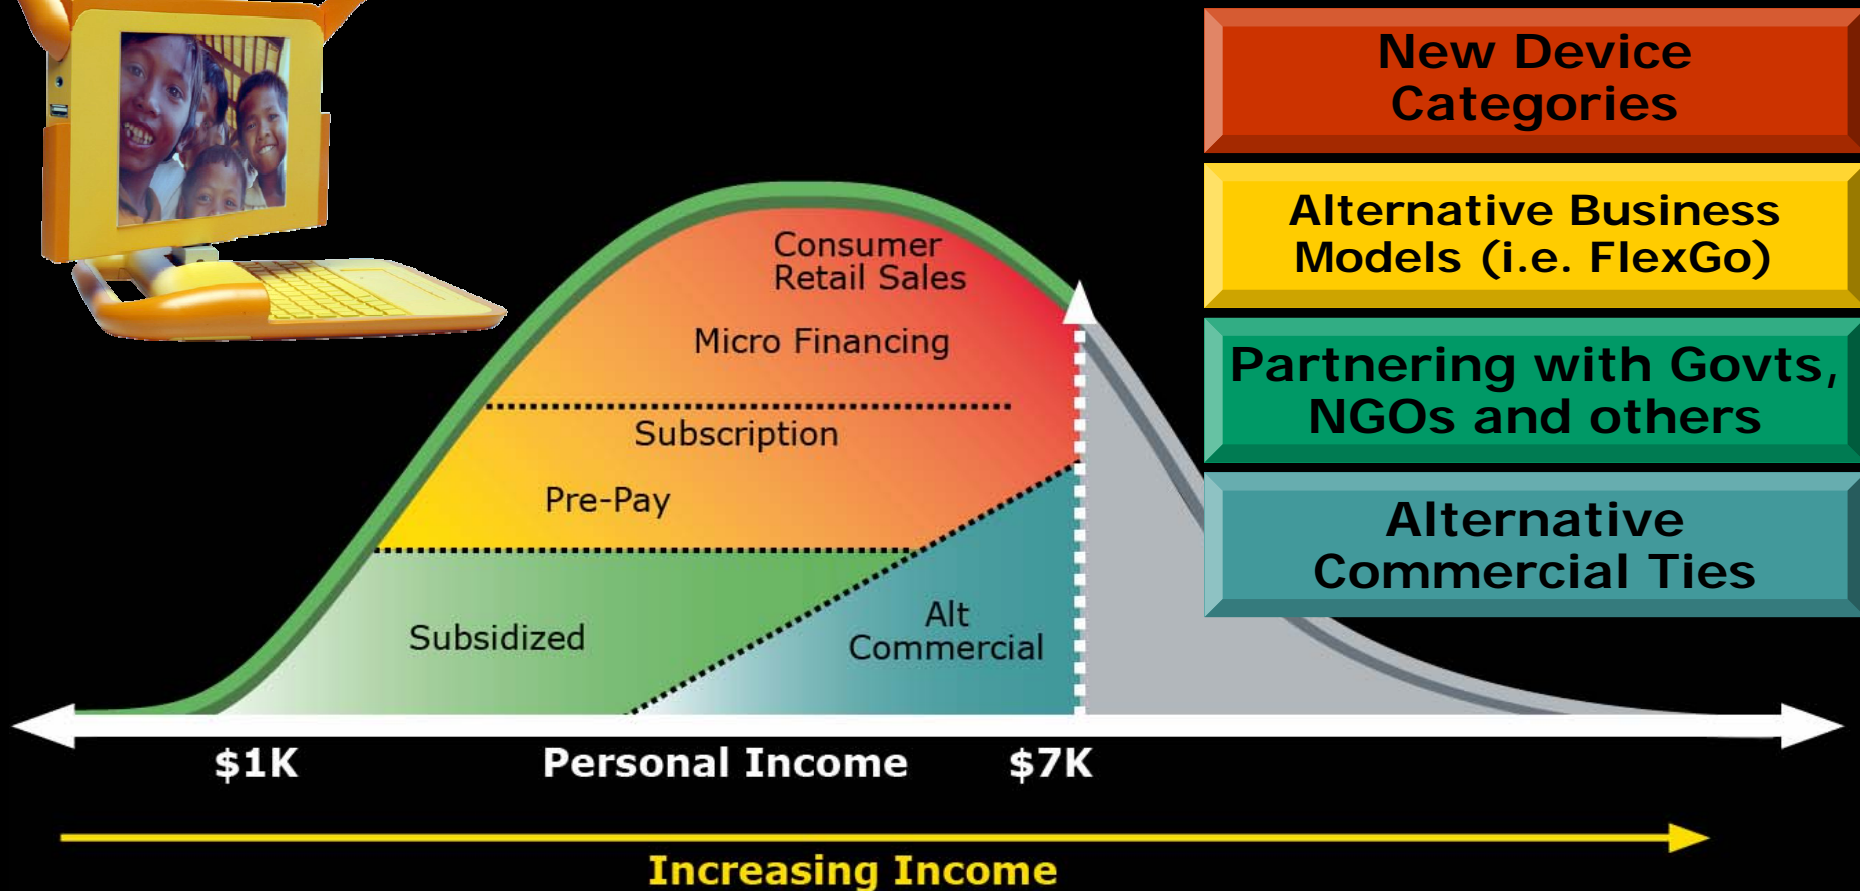 New Device
Categories
Alternative Business
Models (i.e. FlexGo)
Partnering with Govts,
NGOs and others
Alternative
Commercial Ties
Consumer
Retail Sales
Micro Financing
Subscription
Pre-Pay
Subsidized
Alt
Commercial
$1K
Personal Income
$7K
Increasing Income